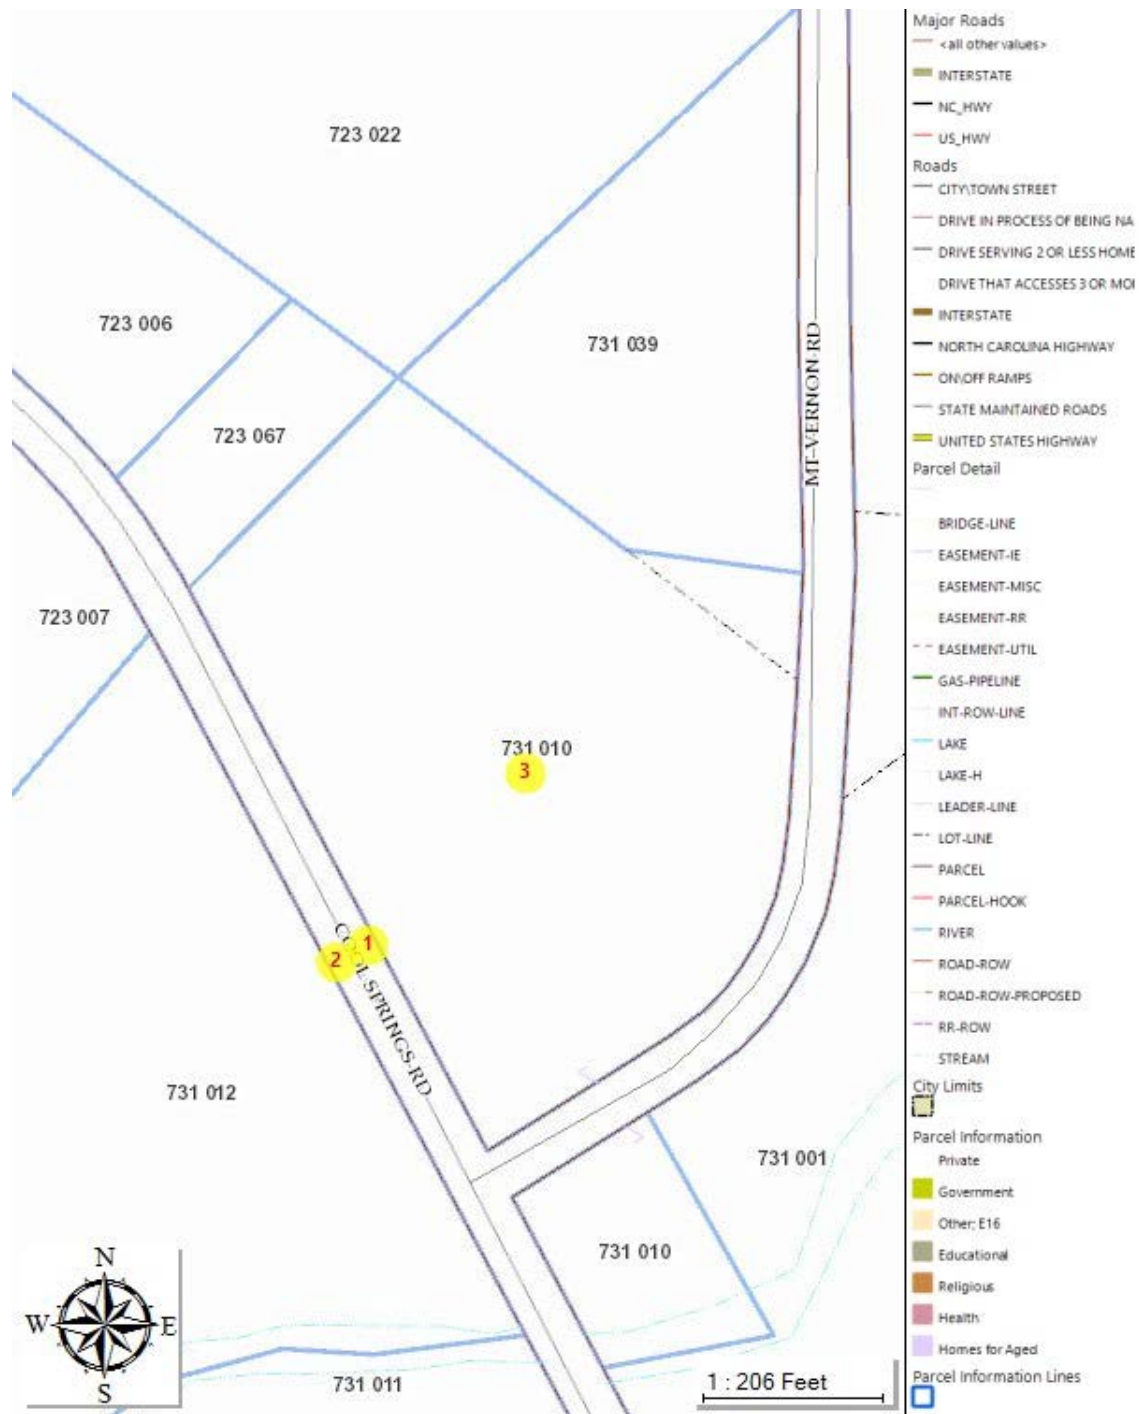 723 022
723 006
731 039
MT-VERNON-RD
723 067
723 007
731 010
3
1
2
COOL SPRINGS-RD
731 012
731 001
731 010
731 011
N
W
E
S
1 : 206 Feet
Major Roads
<all other values>
INTERSTATE
NC_HWY
US_HWY
Roads
CITY\TOWN STREET
DRIVE IN PROCESS OF BEING NA
DRIVE SERVING 2 OR LESS HOME
DRIVE THAT ACCESSES 3 OR MO
INTERSTATE
NORTH CAROLINA HIGHWAY
ON\OFF RAMPS
STATE MAINTAINED ROADS
UNITED STATES HIGHWAY
Parcel Detail
BRIDGE-LINE
EASEMENT-IE
EASEMENT-MISC
EASEMENT-RR
EASEMENT-UTIL
GAS-PIPELINE
INT-ROW-LINE
LAKE
LAKE-H
LEADER-LINE
LOT-LINE
PARCEL
PARCEL-HOOK
RIVER
ROAD-ROW
ROAD-ROW-PROPOSED
RR-ROW
STREAM
City Limits
Parcel Information
Private
Government
Other; E16
Educational
Religious
Health
Homes for Aged
Parcel Information Lines